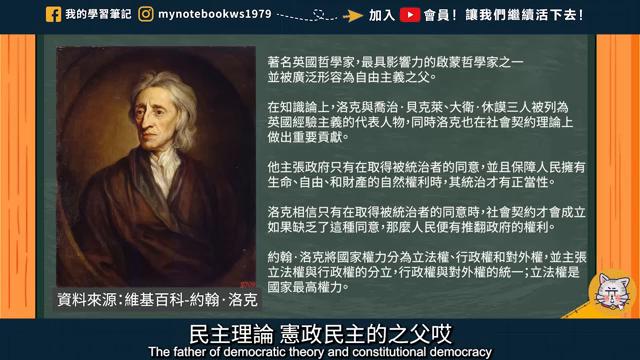 我的學習筆記 mynotebookws1979 加入 會員! 讓我們繼續活下去!
著名英國哲學家,最具影響力的啟蒙哲學家之一
並被廣泛形容為自由主義之父。
在知識論上,洛克與喬治·貝克萊、大衛·休謨三人被列為
英國經驗主義的代表人物,同時洛克也在社會契約理論上
做出重要貢獻。
他主張政府只有在取得被統治者的同意,並且保障人民擁有
生命、自由、和財產的自然權利時,其統治才有正當性。
洛克相信只有在取得被統治者的同意時,社會契約才會成立
如果缺乏了這種同意,那麼人民便有推翻政府的權利。
約翰·洛克將國家權力分為立法權、行政權和對外權,並主張
立法權與行政權的分立,行政權與對外權的統一;立法權是
國家最高權力。
資料來源:維基百科-約翰·洛克
民主理論 憲政民主的之父哎
The father of democratic theory and constitutional democracy